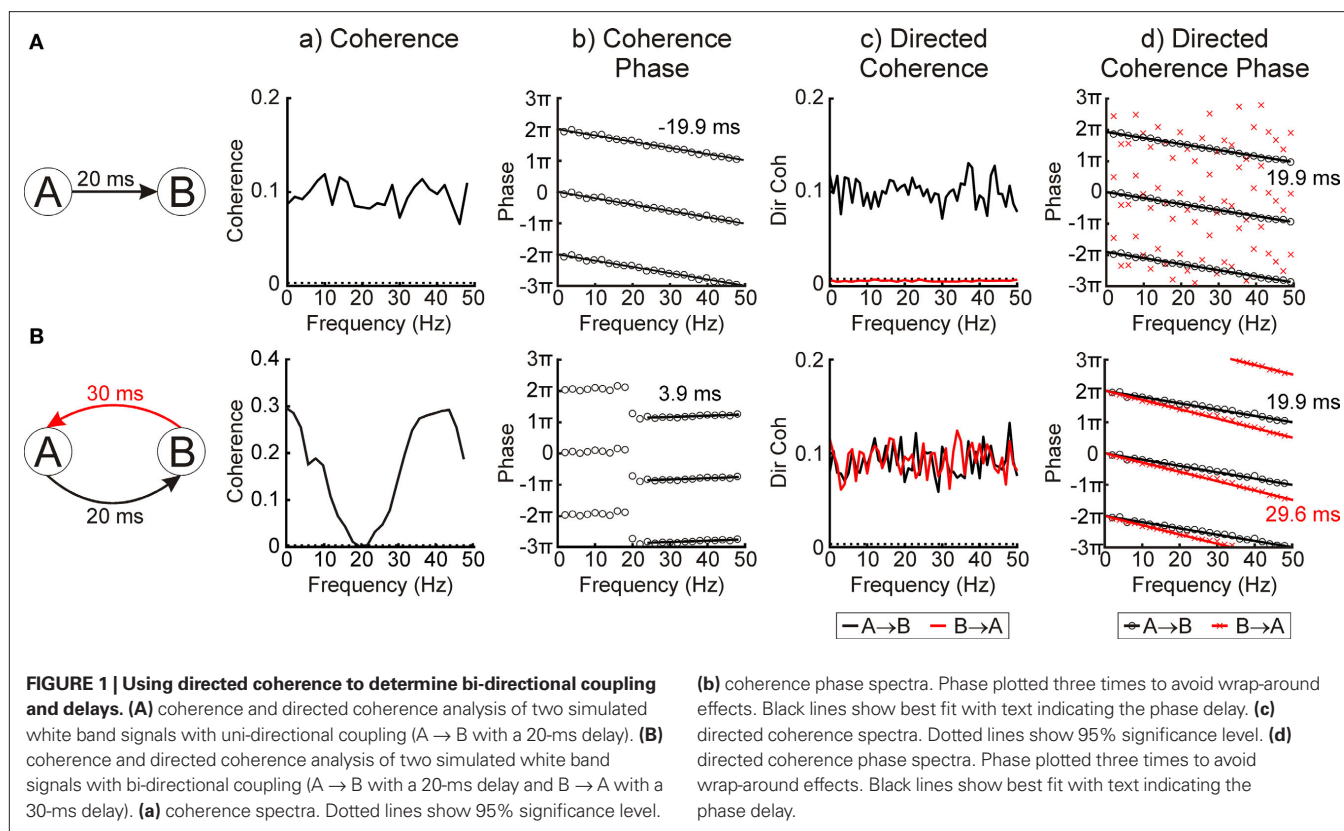 A
a) Coherence
b) Coherence
Phase
c) Directed
Coherence
d) Directed
Coherence Phase
A 20 ms B
Coherence
0.2
0.1
0
0 10 20 30 40 50
Frequency (Hz)
Phase
3π
2π
1π
0
-1π
-2π
-3π
-19.9 ms
0 10 20 30 40 50
Frequency (Hz)
Dir Coh
0.2
0.1
0
0 10 20 30 40 50
Frequency (Hz)
Phase
3π
2π
1π
0
-1π
-2π
-3π
19.9 ms
0 10 20 30 40 50
Frequency (Hz)
B
30 ms
A B
20 ms
Coherence
0.4
0.3
0.2
0.1
0
0 10 20 30 40 50
Frequency (Hz)
Phase
3π
2π
1π
0
-1π
-2π
-3π
3.9 ms
0 10 20 30 40 50
Frequency (Hz)
Dir Coh
0.2
0.1
0
0 10 20 30 40 50
Frequency (Hz)
A→B B→A
Phase
3π
2π
1π
0
-1π
-2π
-3π
19.9 ms
29.6 ms
0 10 20 30 40 50
Frequency (Hz)
A→B B→A
FIGURE 1 | Using directed coherence to determine bi-directional coupling
and delays. (A) coherence and directed coherence analysis of two simulated
white band signals with uni-directional coupling (A → B with a 20-ms delay). (B)
coherence and directed coherence analysis of two simulated white band
signals with bi-directional coupling (A → B with a 20-ms delay and B → A with a
30-ms delay). (a) coherence spectra. Dotted lines show 95% significance level.
(b) coherence phase spectra. Phase plotted three times to avoid wrap-around
effects. Black lines show best fit with text indicating the phase delay. (c)
directed coherence spectra. Dotted lines show 95% significance level. (d)
directed coherence phase spectra. Phase plotted three times to avoid
wrap-around effects. Black lines show best fit with text indicating the
phase delay.